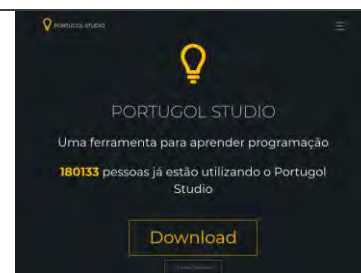 PORTUGOL STUDIO
PORTUGOL STUDIO
Uma ferramenta para aprender programação
180133 pessoas já estão utilizando o Portugol
Studio
Download